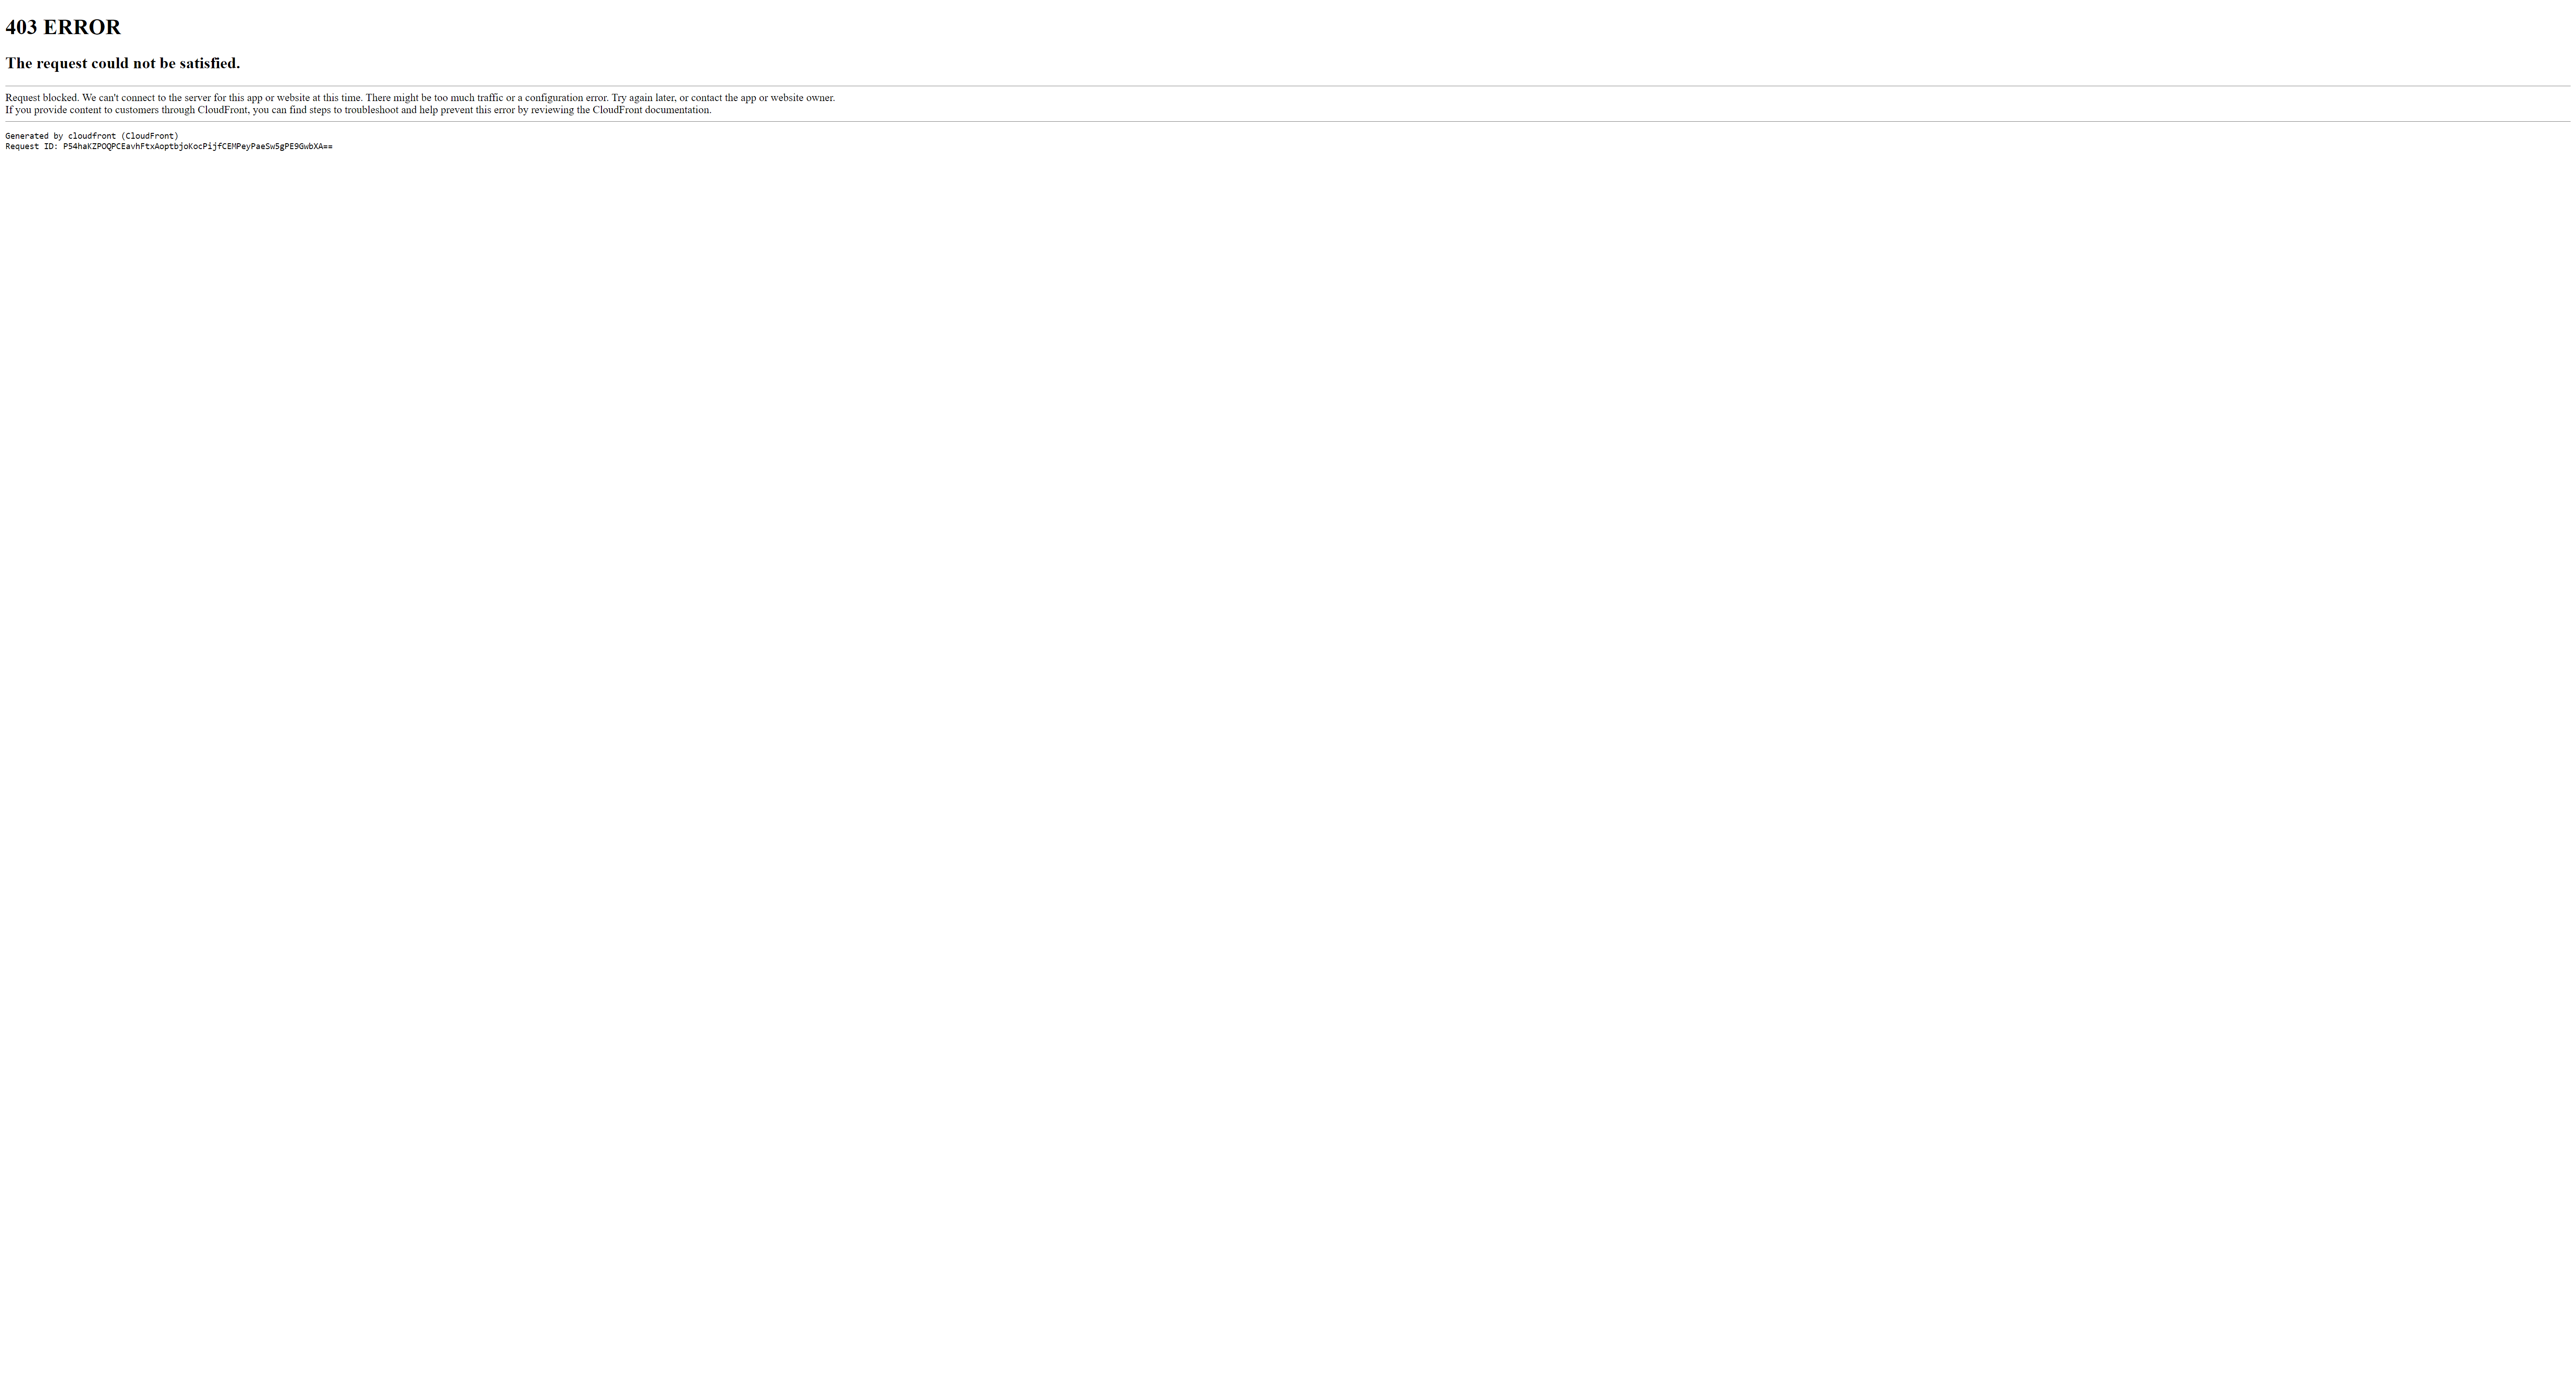 403 ERROR
The request could not be satisfied.
Request blocked. We can't connect to the server for this app or website at this time. There might be too much traffic or a configuration error. Try again later, or contact the app or website owner.
If you provide content to customers through CloudFront, you can find steps to troubleshoot and help prevent this error by reviewing the CloudFront documentation.
Generated by cloudfront (CloudFront)
Request ID: P54haKZPOQPCEavhFtxAoptbjoKocPijfCEMPeyPaeSw5gPE9GwbXA==